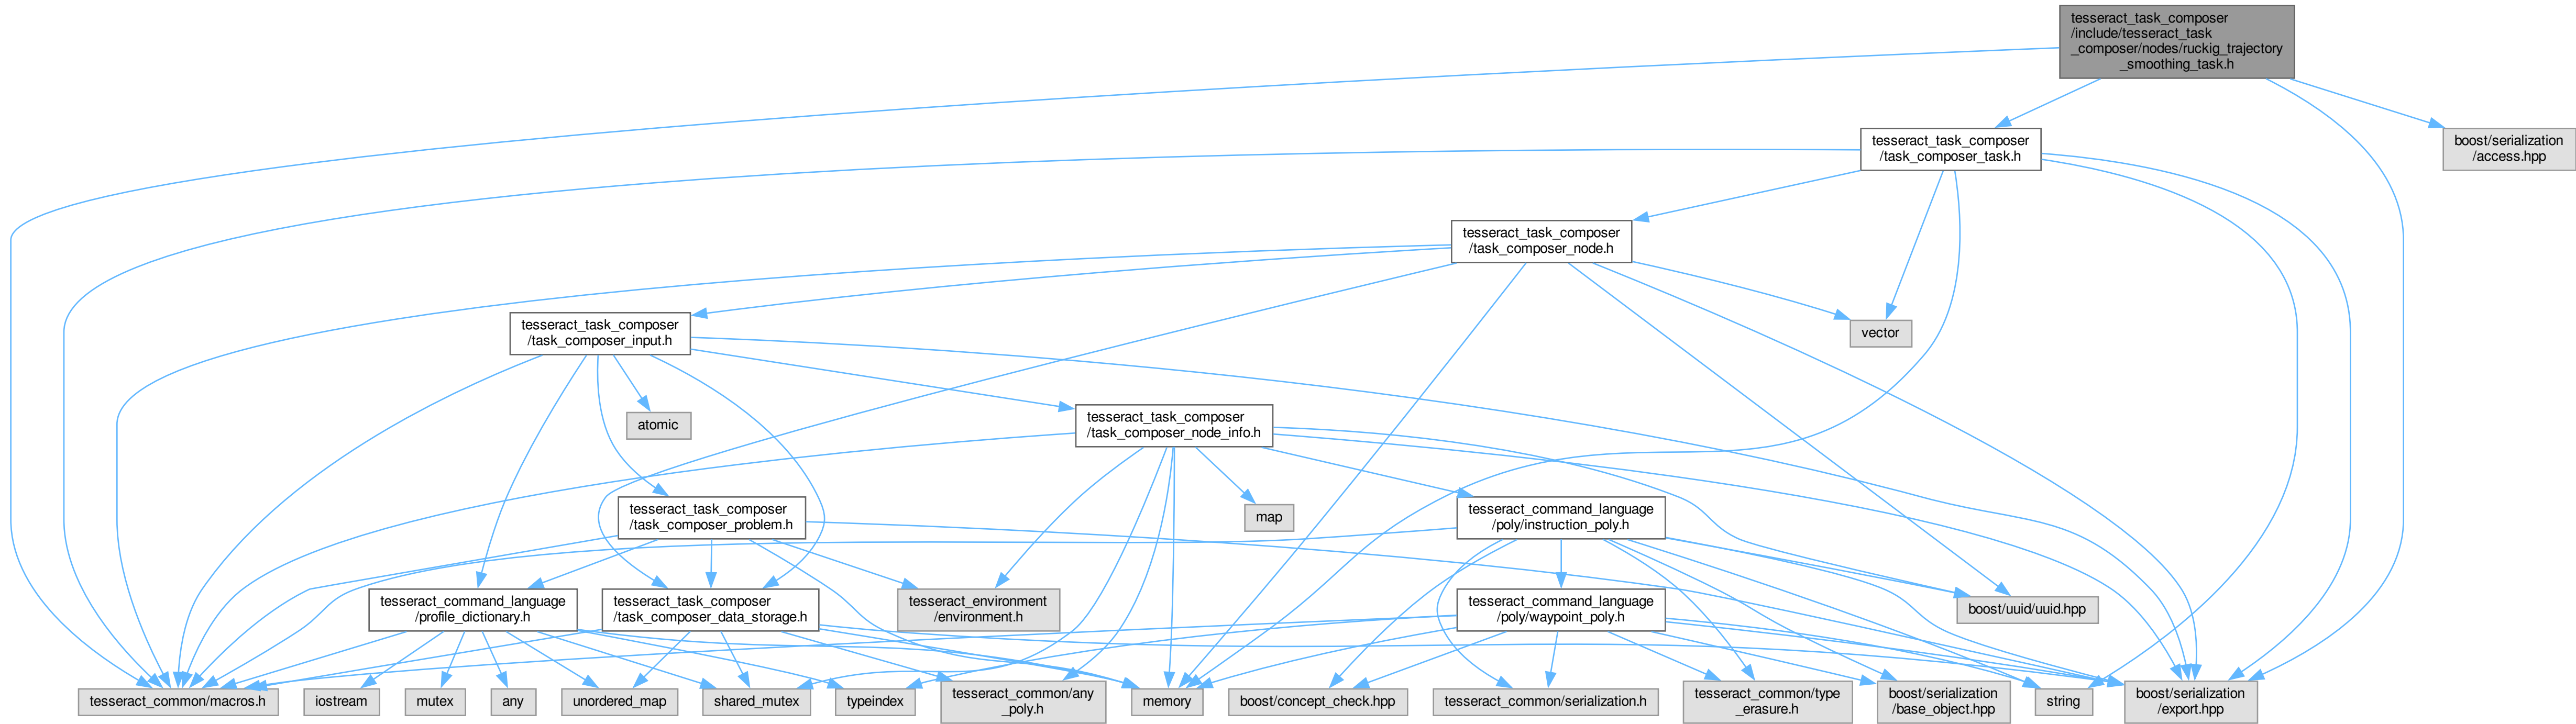 tesseract_task_composer
/include/tesseract_task
_composer/nodes/ruckig_trajectory
_smoothing_task.h
tesseract_task_composer
/task_composer_task.h
boost/serialization
/access.hpp
tesseract_task_composer
/task_composer_node.h
tesseract_task_composer
/task_composer_input.h
vector
atomic
tesseract_task_composer
/task_composer_node_info.h
tesseract_task_composer
/task_composer_problem.h
map
tesseract_command_language
/poly/instruction_poly.h
tesseract_command_language
/profile_dictionary.h
tesseract_task_composer
/task_composer_data_storage.h
tesseract_environment
/environment.h
tesseract_command_language
/poly/waypoint_poly.h
boost/uuid/uuid.hpp
tesseract_common/macros.h
iostream
mutex
any
unordered_map
shared_mutex
typeindex
tesseract_common/any
_poly.h
memory
boost/concept_check.hpp
tesseract_common/serialization.h
tesseract_common/type
_erasure.h
boost/serialization
/base_object.hpp
string
boost/serialization
/export.hpp